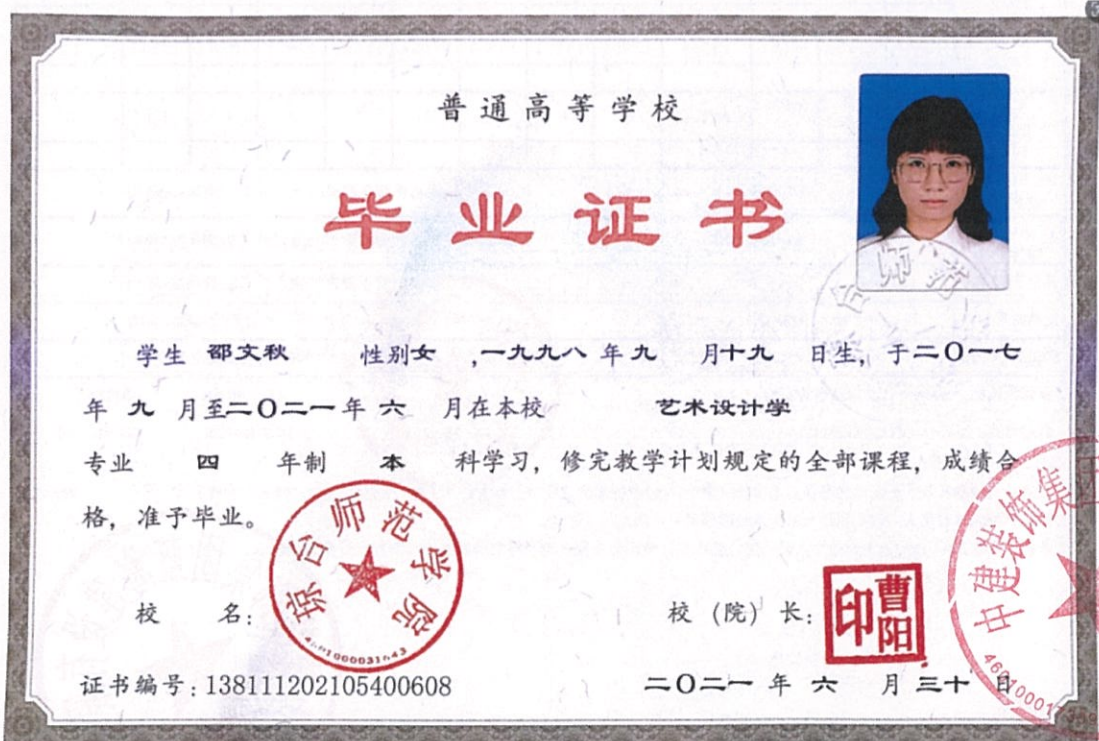 普通高等学校
毕业证书
学生 邵文秋 性别女,一九九八年九月十九日生,于二〇一七
年九月至二〇二一年六月在本校 艺术设计学
专业 四 年制 本 科学习,修完教学计划规定的全部课程,成绩合
格,准予毕业。
琼台师范学院
校 名:
校(院)长:
曹阳印
中建装饰集团
证书编号:138111202105400608
二〇二一年六月三十日